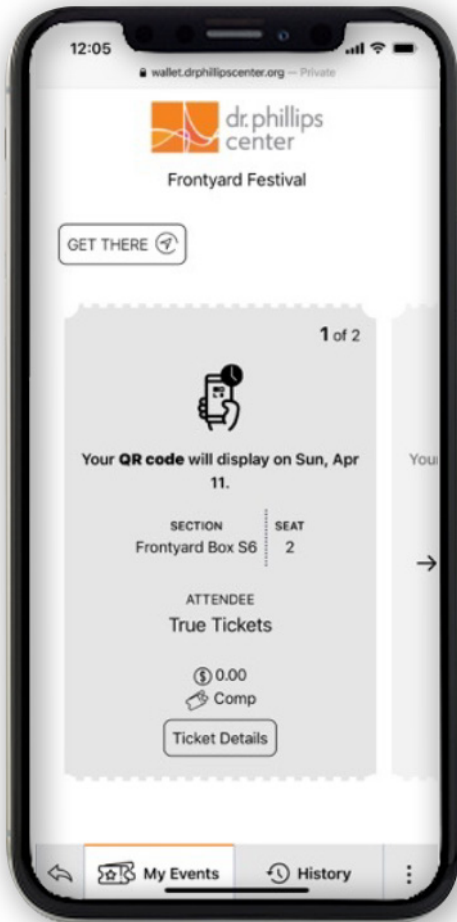 12:05
wallet.drphillipscenter.org — Private
dr.phillips
center
Frontyard Festival
GET THERE
1 of 2
Your QR code will display on Sun, Apr
11.
You
SECTION SEAT
Frontyard Box S6 2
ATTENDEE
True Tickets
$ 0.00
Comp
Ticket Details
My Events History